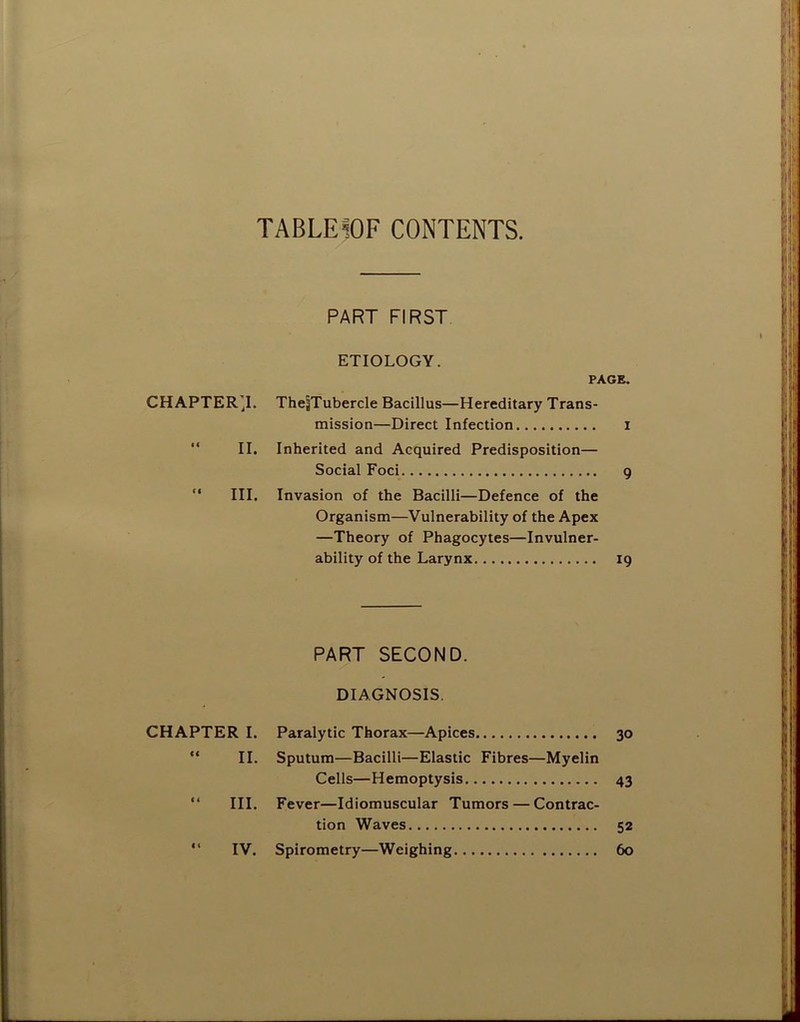 TABLE OF CONTENTS.
PART FIRST
ETIOLOGY.
PAGE.
CHAPTER I. The Tubercle Bacillus—Hereditary Trans-
mission—Direct Infection.......... 1
“ II. Inherited and Acquired Predisposition—
Social Foci........................ 9
“ III. Invasion of the Bacilli—Defence of the
Organism—Vulnerability of the Apex
—Theory of Phagocytes—Invulner-
ability of the Larynx............... 19
PART SECOND.
DIAGNOSIS.
CHAPTER I. Paralytic Thorax—Apices............... 30
“ II. Sputum—Bacilli—Elastic Fibres—Myelin
Cells—Hemoptysis................ 43
“ III. Fever—Idiomuscular Tumors — Contrac-
tion Waves....................... 52
“ IV. Spirometry—Weighing................. 60